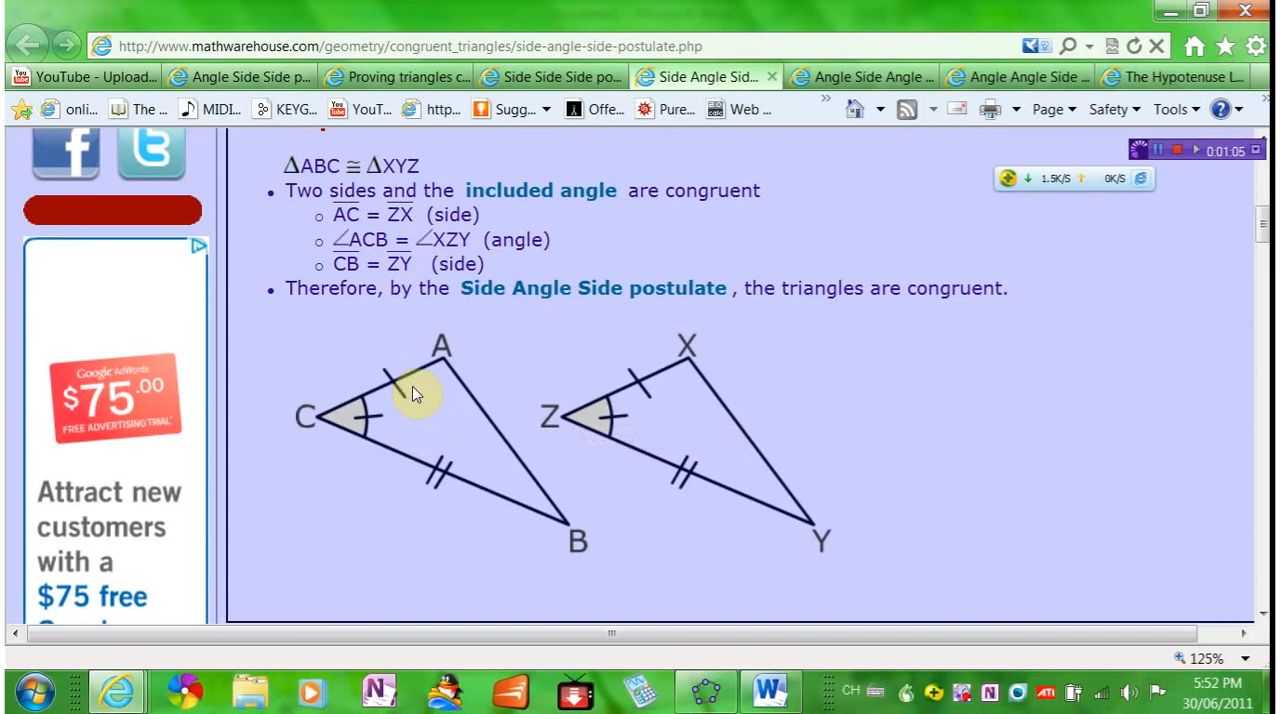 http://www.mathwarehouse.com/geometry/congruent_triangles/side-angle-side-postulate.php
YouTube - Upload...
Angle Side Side p...
Proving triangles c...
Side Side Side po...
Side Angle Sid...
Angle Side Angle ...
Angle Angle Side ...
The Hypotenuse L...
onli...
The ...
MIDI...
KEYG...
YouT...
http...
Sugg...
Offe...
Pure...
Web ...
Page
Safety
Tools
0:01:05
1.5K/S
0K/S
ΔABC ≅ ΔXYZ
• Two sides and the included angle are congruent
○ AC = ZX (side)
○ ∠ACB = ∠XZY (angle)
○ CB = ZY (side)
• Therefore, by the Side Angle Side postulate , the triangles are congruent.
A
X
C
Z
B
Y
Google AdWords
$75.00
FREE ADVERTISING TRIAL*
Attract new
customers
with a
$75 free
125%
CH
5:52 PM
30/06/2011